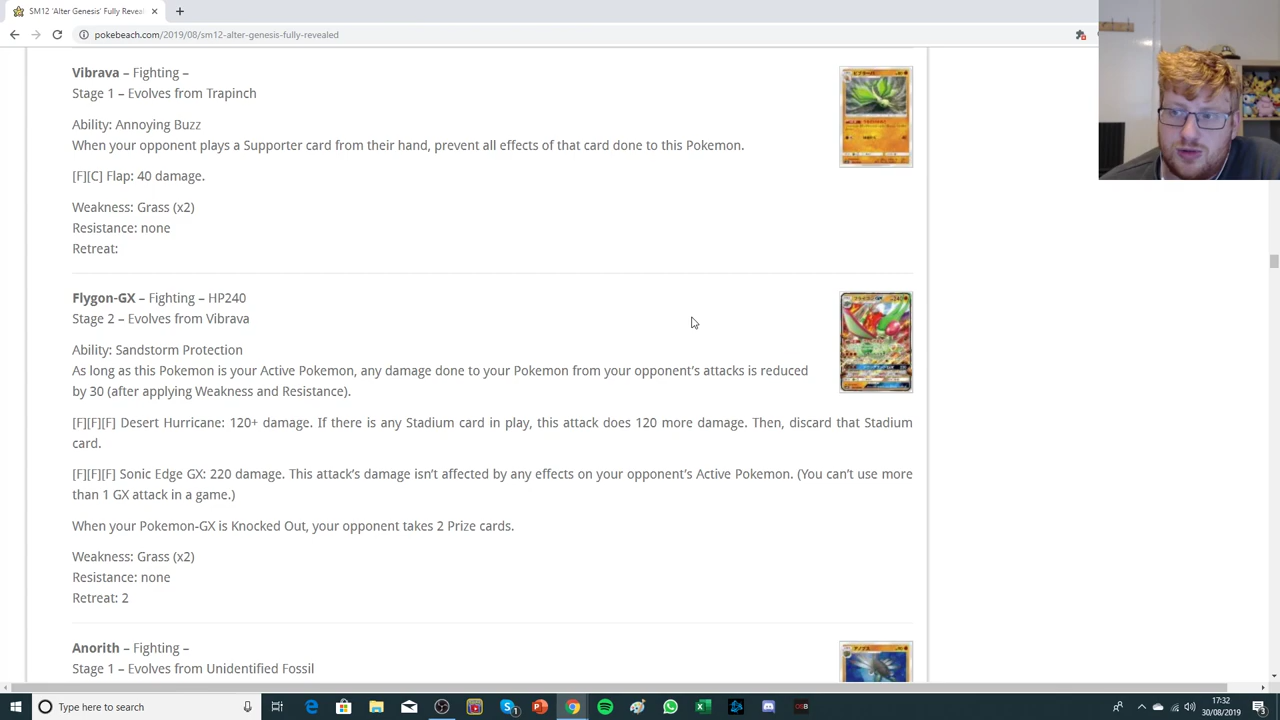 SM12 'Alter Genesis' Fully Reveal
pokebeach.com/2019/08/sm12-alter-genesis-fully-revealed
Vibrava – Fighting –
Stage 1 – Evolves from Trapinch
Ability: Annoying Buzz
When your opponent plays a Supporter card from their hand, prevent all effects of that card done to this Pokemon.
[F][C] Flap: 40 damage.
Weakness: Grass (x2)
Resistance: none
Retreat:
Flygon-GX – Fighting – HP240
Stage 2 – Evolves from Vibrava
Ability: Sandstorm Protection
As long as this Pokemon is your Active Pokemon, any damage done to your Pokemon from your opponent's attacks is reduced
by 30 (after applying Weakness and Resistance).
[F][F][F] Desert Hurricane: 120+ damage. If there is any Stadium card in play, this attack does 120 more damage. Then, discard that Stadium
card.
[F][F][F] Sonic Edge GX: 220 damage. This attack's damage isn't affected by any effects on your opponent's Active Pokemon. (You can't use more
than 1 GX attack in a game.)
When your Pokemon-GX is Knocked Out, your opponent takes 2 Prize cards.
Weakness: Grass (x2)
Resistance: none
Retreat: 2
Anorith – Fighting –
Stage 1 – Evolves from Unidentified Fossil
Type here to search
17:32
30/08/2019